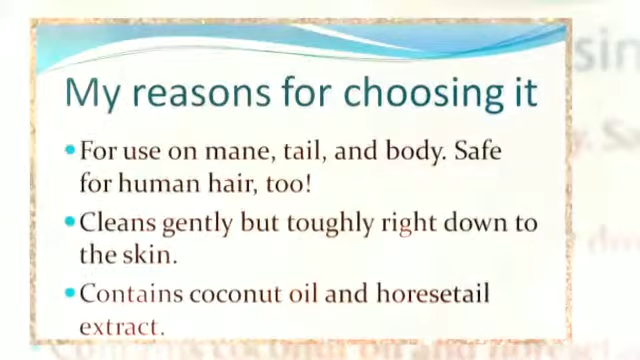 My reasons for choosing it
For use on mane, tail, and body. Safe
for human hair, too!
Cleans gently but toughly right down to
the skin.
Contains coconut oil and horesetail
extract.